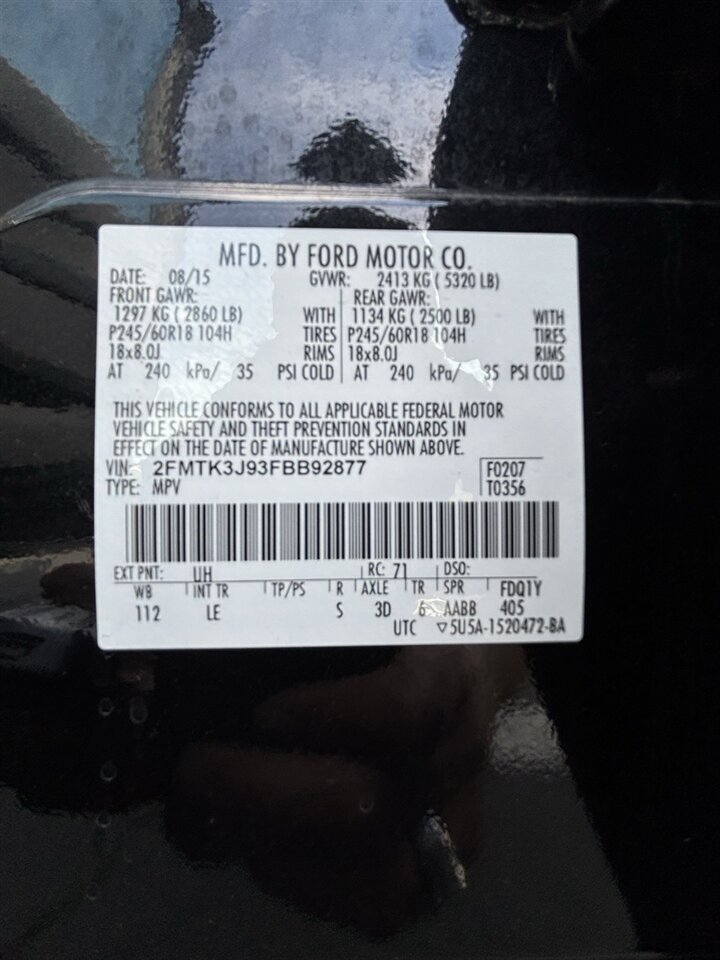 MFD. BY FORD MOTOR CO.
DATE: 08/15 GVWR: 2413 KG ( 5320 LB)
FRONT GAWR: REAR GAWR:
1297 KG ( 2860 LB) WITH 1134 KG ( 2500 LB) WITH
P245/60R18 104H TIRES P245/60R18 104H TIRES
18x8.0J RIMS 18x8.0J RIMS
AT 240 kPa/ 35 PSI COLD AT 240 kPa/ 35 PSI COLD
THIS VEHICLE CONFORMS TO ALL APPLICABLE FEDERAL MOTOR
VEHICLE SAFETY AND THEFT PREVENTION STANDARDS IN
EFFECT ON THE DATE OF MANUFACTURE SHOWN ABOVE.
VIN: 2FMTK3J93FBB92877 F0207
TYPE: MPV T0356
EXT PNT: UH RC: 71 DSO:
WB INT TR TP/PS R AXLE TR SPR FDQ1Y
112 LE S 3D 6 AABB 405
UTC ▽5U5A-1520472-BA